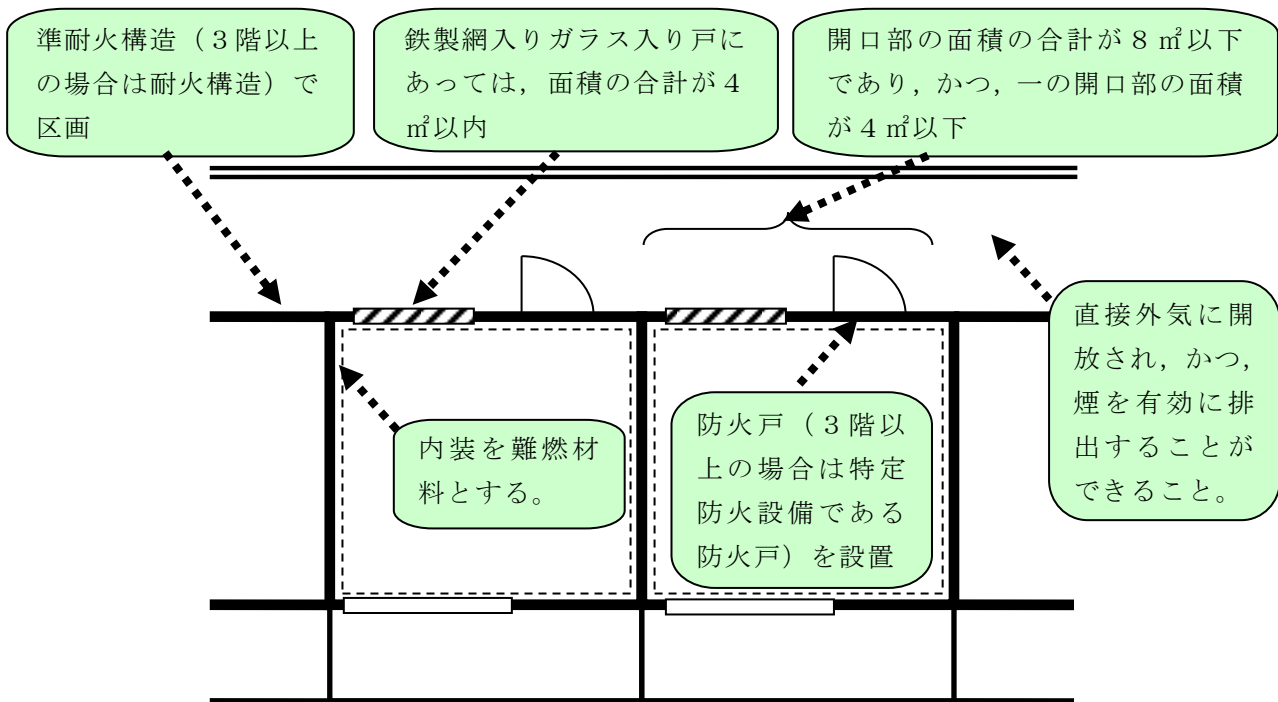 準耐火構造（３階以上
の場合は耐火構造）で
区画
鉄製網入りガラス入り戸に
あっては，面積の合計が４
㎡以内
開口部の面積の合計が８㎡以下
であり，かつ，一の開口部の面積
が４㎡以下
直接外気に開
放され，かつ，
煙を有効に排
出することが
できること。
内装を難燃材
料とする。
防火戸（３階以
上の場合は特定
防火設備である
防火戸）を設置